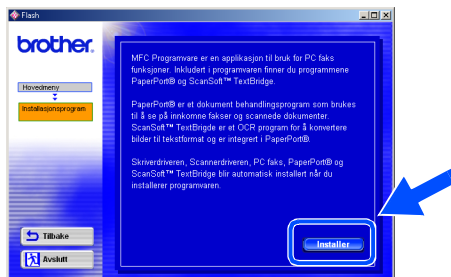 Flash
brother.
Hovedmeny
Installasjonsprogram
MFC Programvare er en applikasjon til bruk for PC faks
funksjoner. Inkludert i programvaren finner du programmene
PaperPort® og ScanSoft™ TextBridge.
PaperPort® er et dokument behandlingsprogram som brukes
til å se på innkomne fakser og scannede dokumenter.
ScanSoft™ TextBrigde er et OCR program for å konvertere
bilder til tekstformat og er integrert i PaperPort®.
Skriverdriveren, Scannerdriveren, PC faks, PaperPort® og
ScanSoft™ TextBridge blir automatisk installert når du
installerer programvaren.
Installer
Tilbake
Avslutt